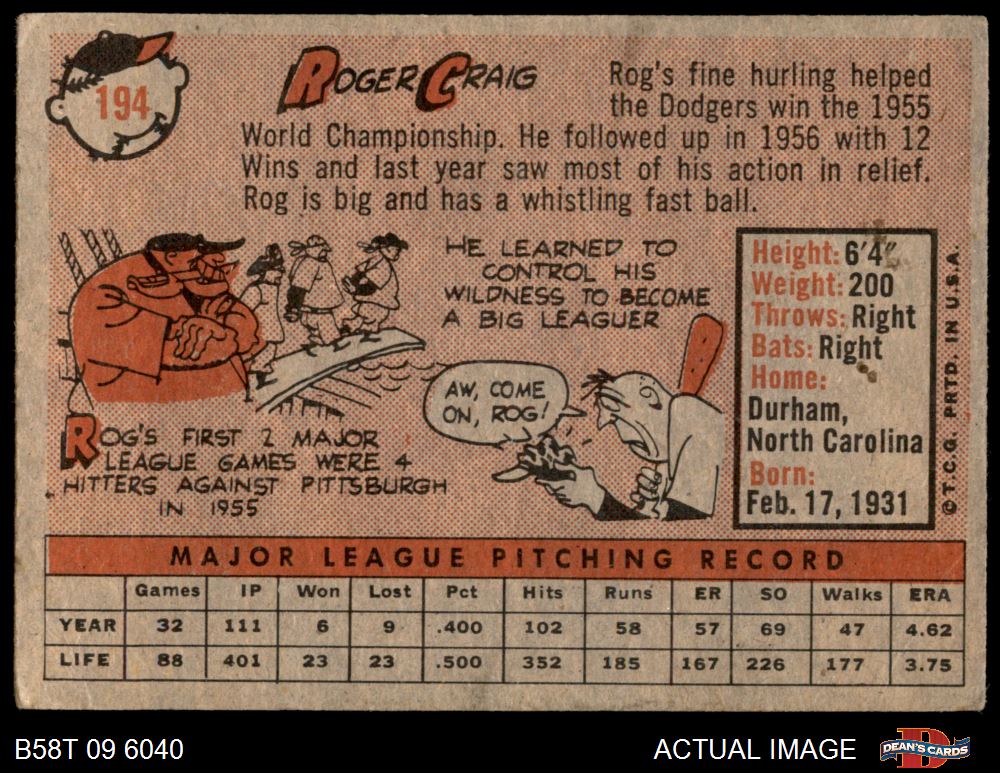 194
ROGER CRAIG
Rog's fine hurling helped
the Dodgers win the 1955
World Championship. He followed up in 1956 with 12
Wins and last year saw most of his action in relief.
Rog is big and has a whistling fast ball.
HE LEARNED TO
CONTROL HIS
WILDNESS TO BECOME
A BIG LEAGUER
AW, COME
ON, ROG!
ROG'S FIRST 2 MAJOR
LEAGUE GAMES WERE 4
HITTERS AGAINST PITTSBURGH
IN 1955
Height: 6'4"
Weight: 200
Throws: Right
Bats: Right
Home:
Durham,
North Carolina
Born:
Feb. 17, 1931
© T.C.G. PRTD. IN U.S.A.
MAJOR LEAGUE PITCHING RECORD
Games IP Won Lost Pct Hits Runs ER SO Walks ERA
YEAR 32 111 6 9 .400 102 58 57 69 47 4.62
LIFE 88 401 23 23 .500 352 185 167 226 177 3.75
B58T 09 6040
ACTUAL IMAGE
D
DEAN'S CARDS